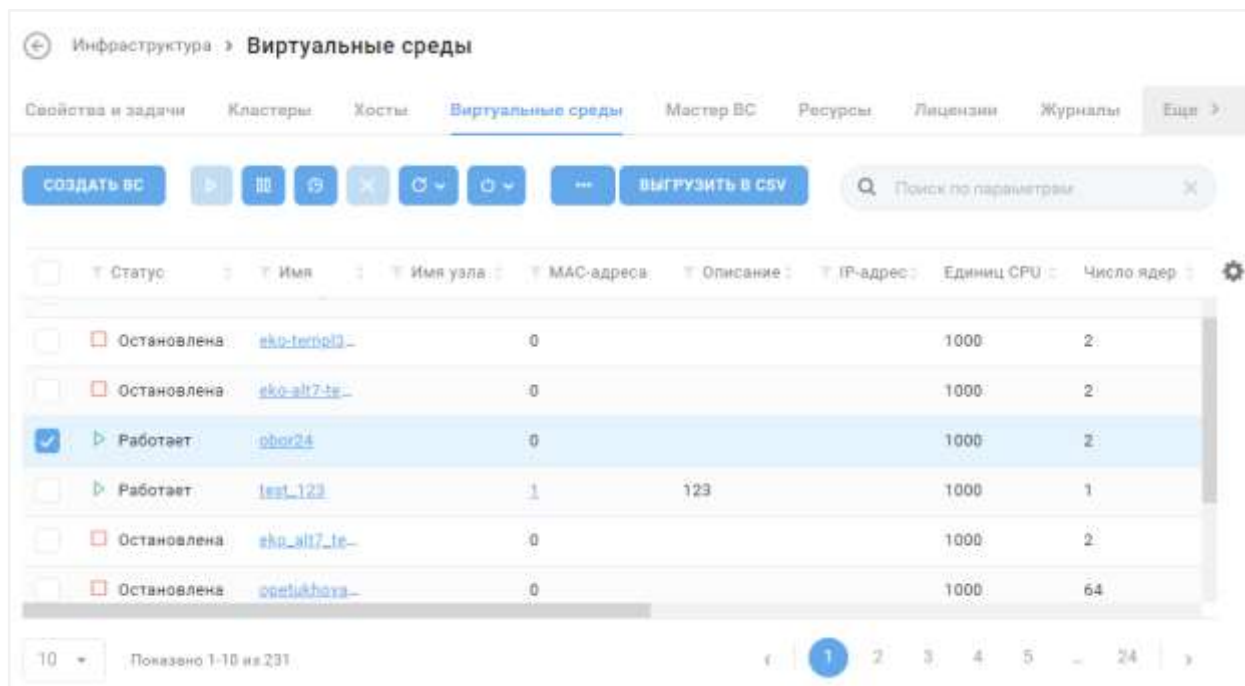 Инфраструктура > Виртуальные среды
Свойства и задачи Кластеры Хосты Виртуальные среды Мастер ВС Ресурсы Лицензии Журналы Еще >
СОЗДАТЬ ВС ... ВЫГРУЗИТЬ В CSV Поиск по параметрам
Статус Имя Имя узла MAC-адреса Описание IP-адрес Единиц CPU Число ядер
Остановлена eko-templ3... 0 1000 2
Остановлена eko-alt7-te... 0 1000 2
Работает obor24 0 1000 2
Работает test_123 1 123 1000 1
Остановлена eko_alt7_te... 0 1000 2
Остановлена opetukhova... 0 1000 64
10 Показано 1-10 из 231 < 1 2 3 4 5 ... 24 >